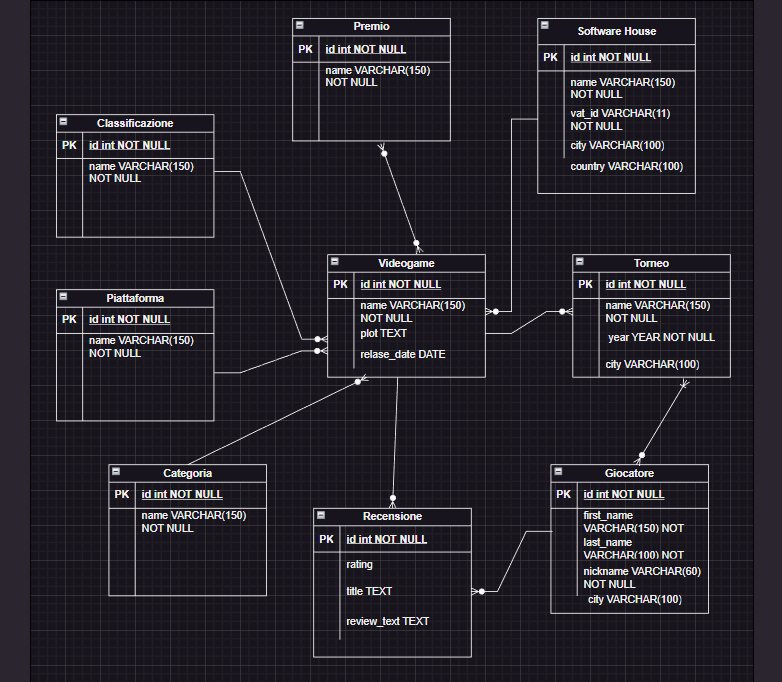 Premio
PK id int NOT NULL
name VARCHAR(150)
NOT NULL
Software House
PK id int NOT NULL
name VARCHAR(150)
NOT NULL
vat_id VARCHAR(11)
NOT NULL
city VARCHAR(100)
country VARCHAR(100)
Classificazione
PK id int NOT NULL
name VARCHAR(150)
NOT NULL
Videogame
PK id int NOT NULL
name VARCHAR(150)
NOT NULL
plot TEXT
relase_date DATE
Torneo
PK id int NOT NULL
name VARCHAR(150)
NOT NULL
year YEAR NOT NULL
city VARCHAR(100)
Piattaforma
PK id int NOT NULL
name VARCHAR(150)
NOT NULL
Categoria
PK id int NOT NULL
name VARCHAR(150)
NOT NULL
Recensione
PK id int NOT NULL
rating
title TEXT
review_text TEXT
Giocatore
PK id int NOT NULL
first_name
VARCHAR(150) NOT
last_name
VARCHAR(100) NOT
nickname VARCHAR(60)
NOT NULL
city VARCHAR(100)